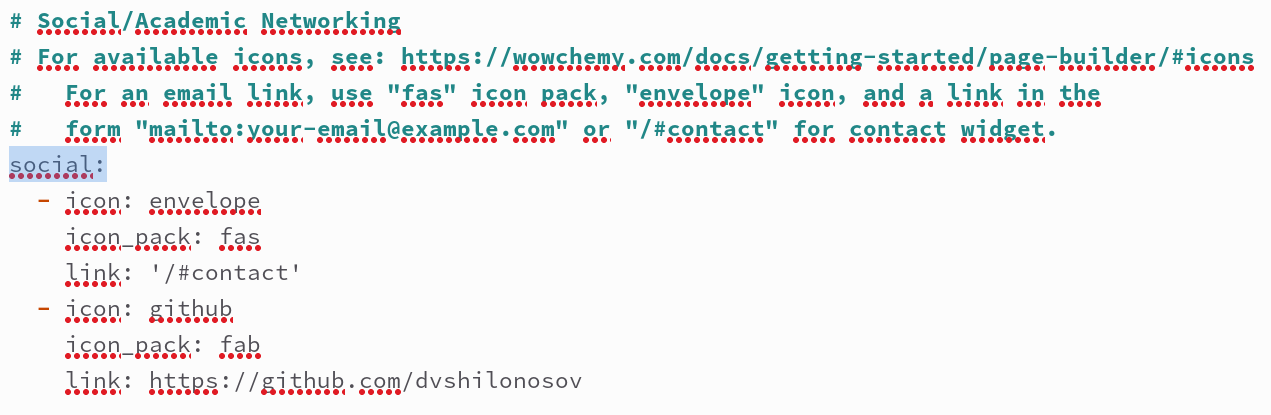 # Social/Academic Networking
# For available icons, see: https://wowchemy.com/docs/getting-started/page-builder/#icons
#   For an email link, use "fas" icon pack, "envelope" icon, and a link in the
#   form "mailto:your-email@example.com" or "/#contact" for contact widget.
social:
  - icon: envelope
    icon_pack: fas
    link: '/#contact'
  - icon: github
    icon_pack: fab
    link: https://github.com/dvshilonosov